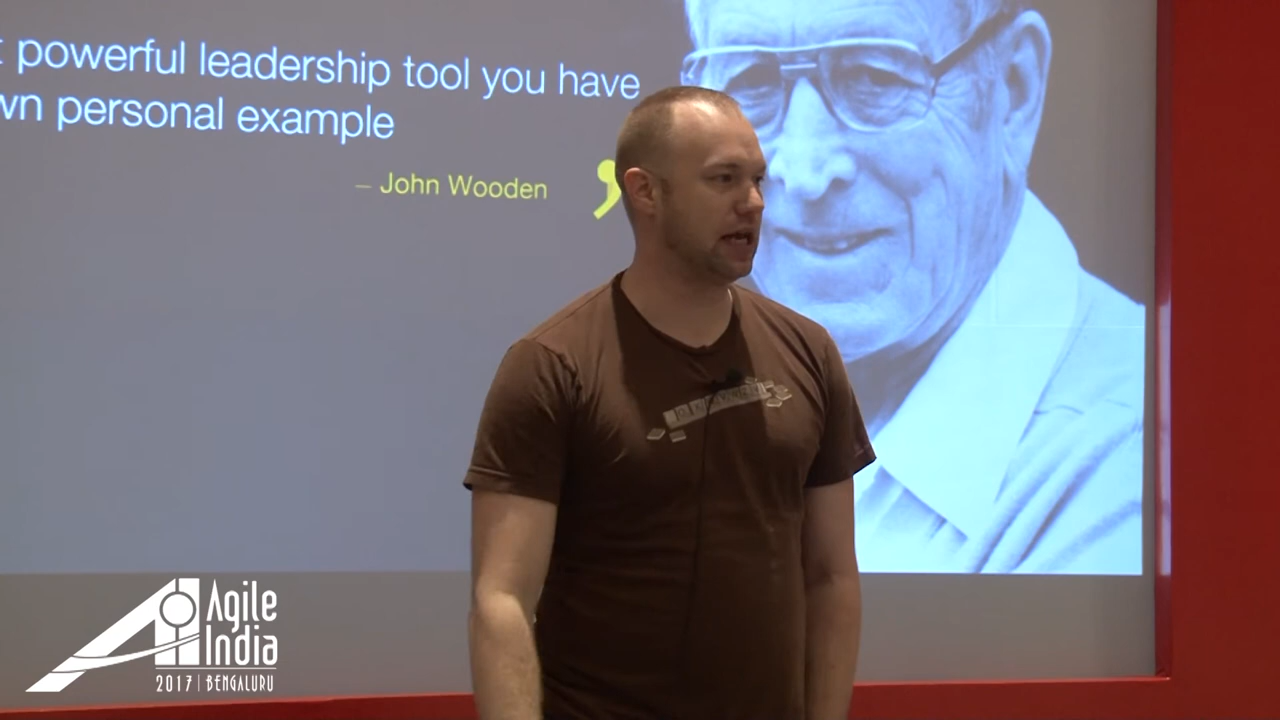 powerful leadership tool you have
wn personal example
– John Wooden
Agile
India
2017 | BENGALURU